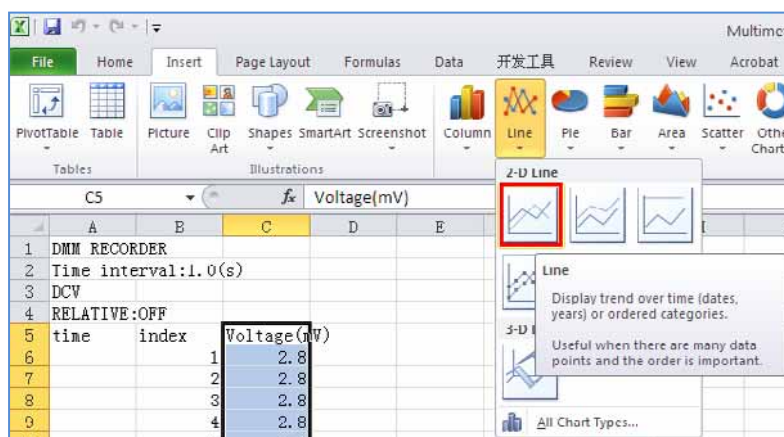 Multime
File Home Insert Page Layout Formulas Data 开发工具 Review View Acrobat
PivotTable Table Picture Clip Art Shapes SmartArt Screenshot Column Line Pie Bar Area Scatter Othe Chart
Tables Illustrations
2-D Line
C5 fx Voltage(mV)
A B C D E
1 DMM RECORDER
2 Time interval:1.0(s)
3 DCV
4 RELATIVE:OFF
5 time index Voltage(mV)
6 1 2.8
7 2 2.8
8 3 2.8
9 4 2.8
Line
Display trend over time (dates,
years) or ordered categories.
Useful when there are many data
points and the order is important.
3-D
All Chart Types...